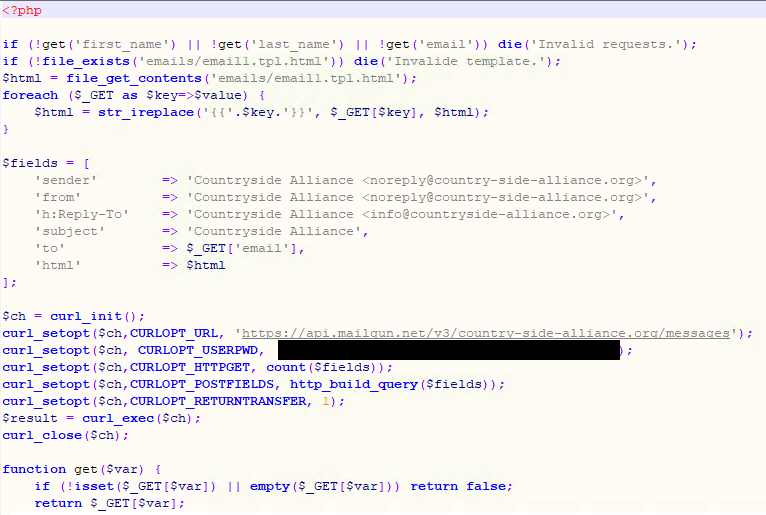 <?php
if (!get('first_name') || !get('last_name') || !get('email')) die('Invalid requests.');
if (!file_exists('emails/email1.tpl.html')) die('Invalide template.');
$html = file_get_contents('emails/email1.tpl.html');
foreach ($_GET as $key=>$value) {
$html = str_ireplace('{{'.$key.'}}', $_GET[$key], $html);
}
$fields = [
'sender' => 'Countryside Alliance <noreply@country-side-alliance.org>',
'from' => 'Countryside Alliance <noreply@country-side-alliance.org>',
'h:Reply-To' => 'Countryside Alliance <info@countryside-alliance.org>',
'subject' => 'Countryside Alliance',
'to' => $_GET['email'],
'html' => $html
];
$ch = curl_init();
curl_setopt($ch,CURLOPT_URL, 'https://api.mailgun.net/v3/country-side-alliance.org/messages');
curl_setopt($ch, CURLOPT_USERPWD, );
curl_setopt($ch,CURLOPT_HTTPGET, count($fields));
curl_setopt($ch,CURLOPT_POSTFIELDS, http_build_query($fields));
curl_setopt($ch,CURLOPT_RETURNTRANSFER, 1);
$result = curl_exec($ch);
curl_close($ch);
function get($var) {
if (!isset($_GET[$var]) || empty($_GET[$var])) return false;
return $_GET[$var];